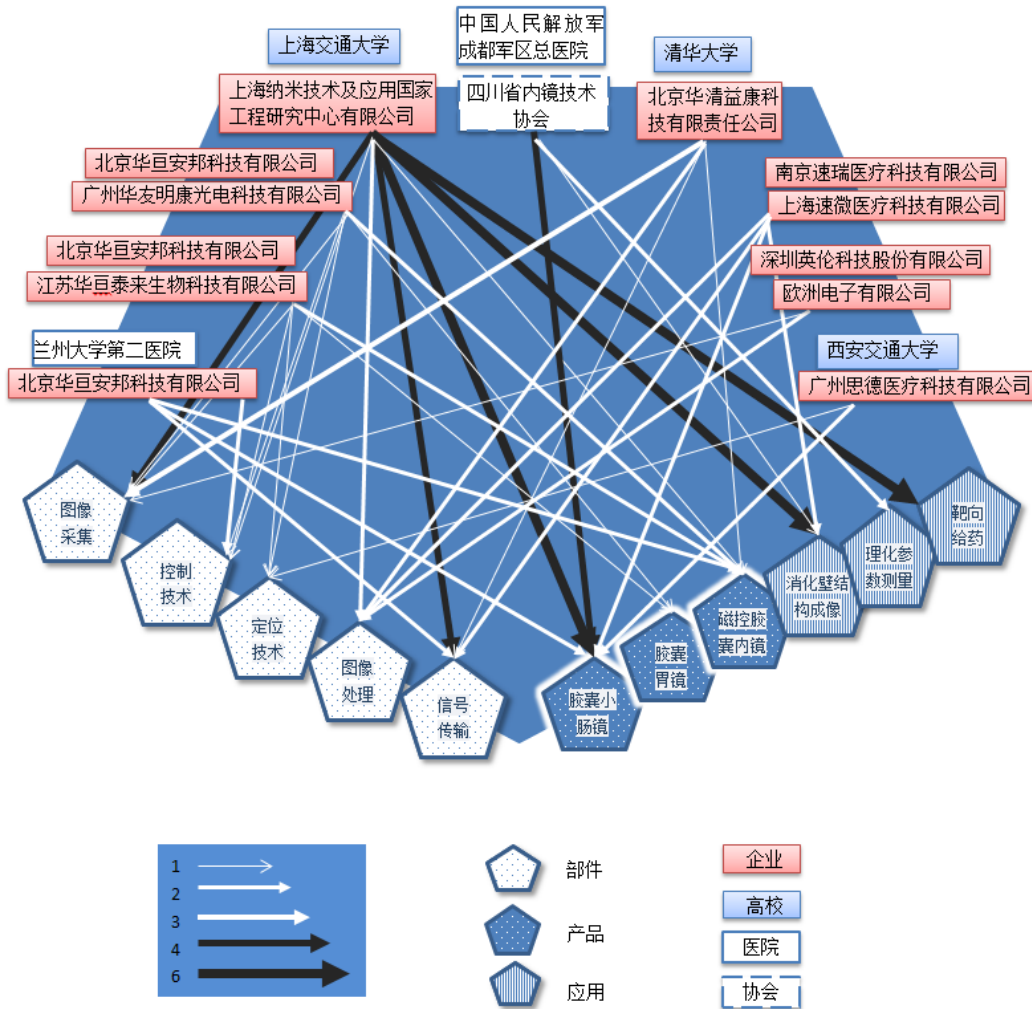 上海交通大学
上海纳米技术及应用国家
工程研究中心有限公司
中国人民解放军
成都军区总医院
四川省内镜技术
协会
清华大学
北京华清益康科
技有限责任公司
北京华亘安邦科技有限公司
广州华友明康光电科技有限公司
南京速瑞医疗科技有限公司
上海速微医疗科技有限公司
北京华亘安邦科技有限公司
江苏华亘泰来生物科技有限公司
深圳英伦科技股份有限公司
欧洲电子有限公司
兰州大学第二医院
北京华亘安邦科技有限公司
西安交通大学
广州思德医疗科技有限公司
图像
采集
控制
技术
定位
技术
图像
处理
信号
传输
胶囊小
肠镜
胶囊
胃镜
磁控胶
囊内镜
消化壁结
构成像
理化参
数测量
靶向
给药
1
2
3
4
6
部件
产品
应用
企业
高校
医院
协会